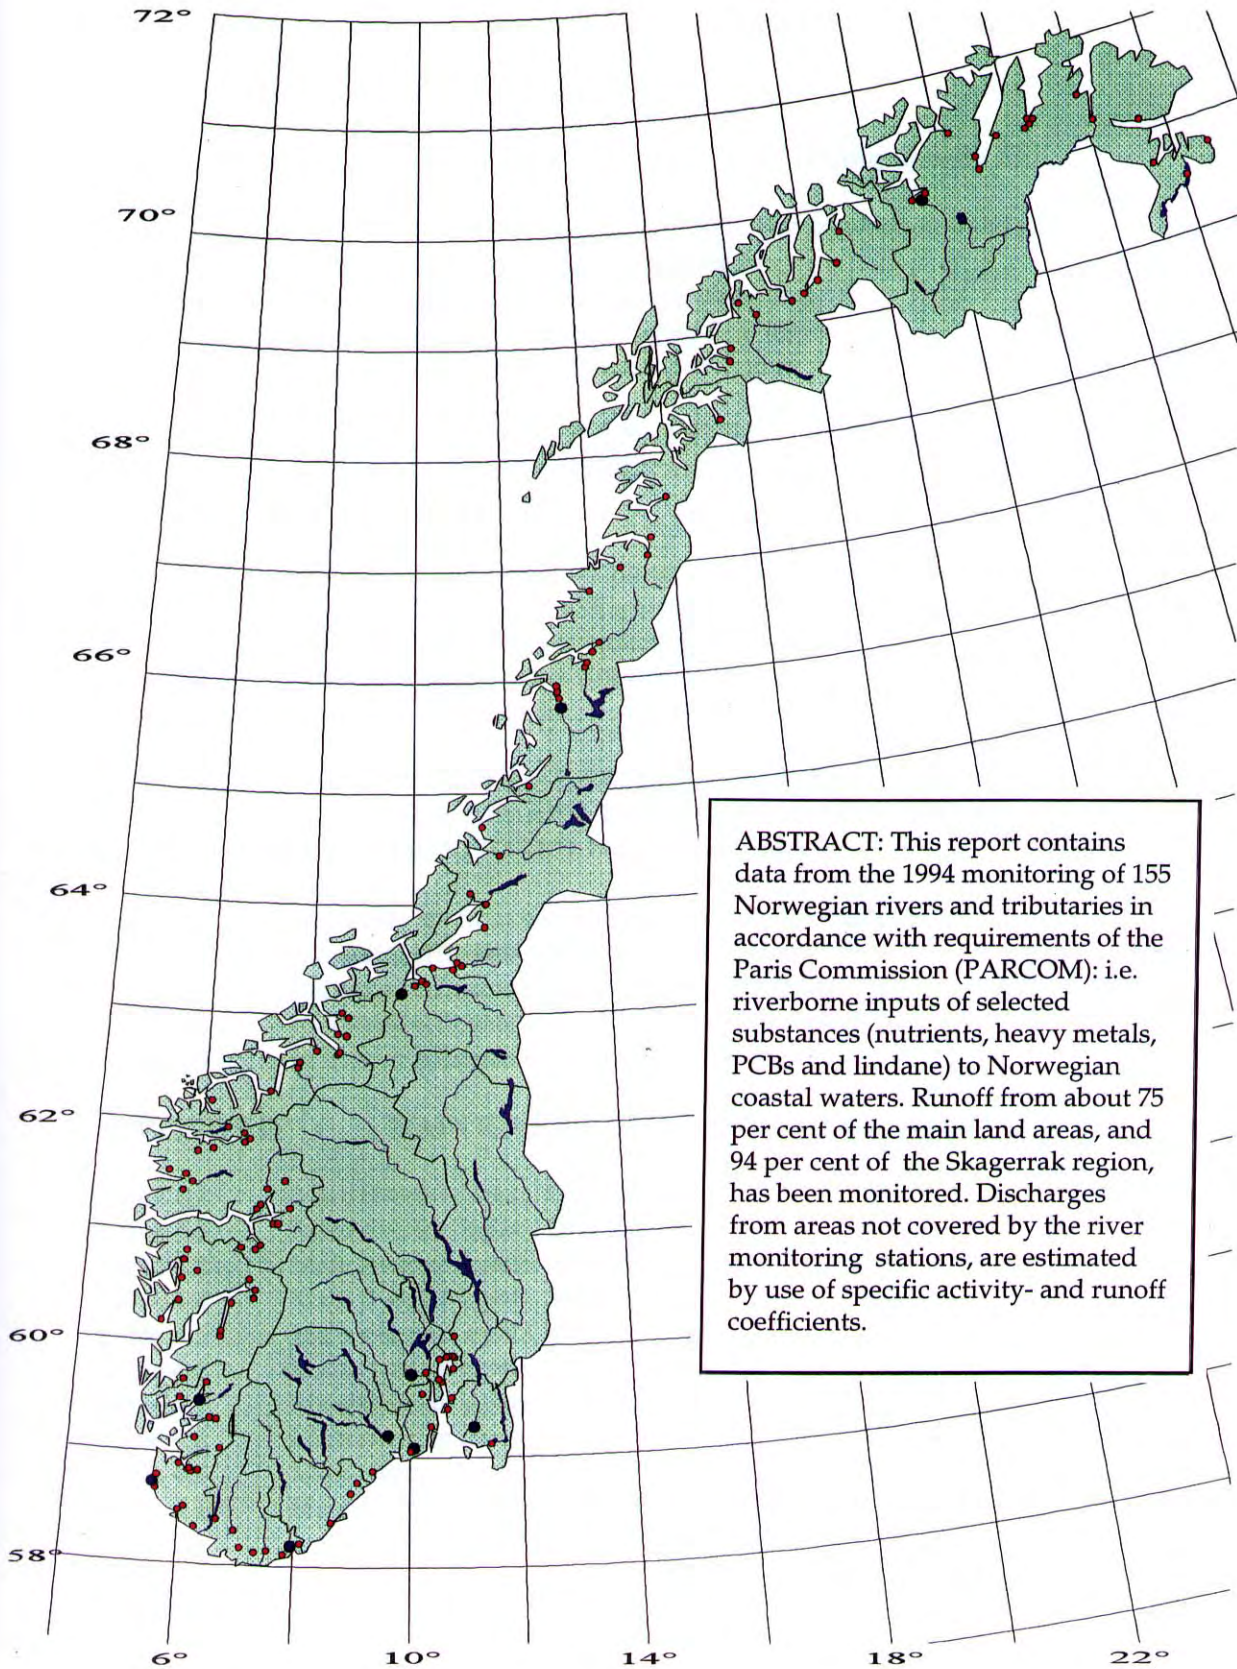 72°
70°
68°
66°
64°
62°
60°
58°
6°
10°
14°
18°
22°
ABSTRACT: This report contains
data from the 1994 monitoring of 155
Norwegian rivers and tributaries in
accordance with requirements of the
Paris Commission (PARCOM): i.e.
riverborne inputs of selected
substances (nutrients, heavy metals,
PCBs and lindane) to Norwegian
coastal waters. Runoff from about 75
per cent of the main land areas, and
94 per cent of the Skagerrak region,
has been monitored. Discharges
from areas not covered by the river
monitoring stations, are estimated
by use of specific activity- and runoff
coefficients.